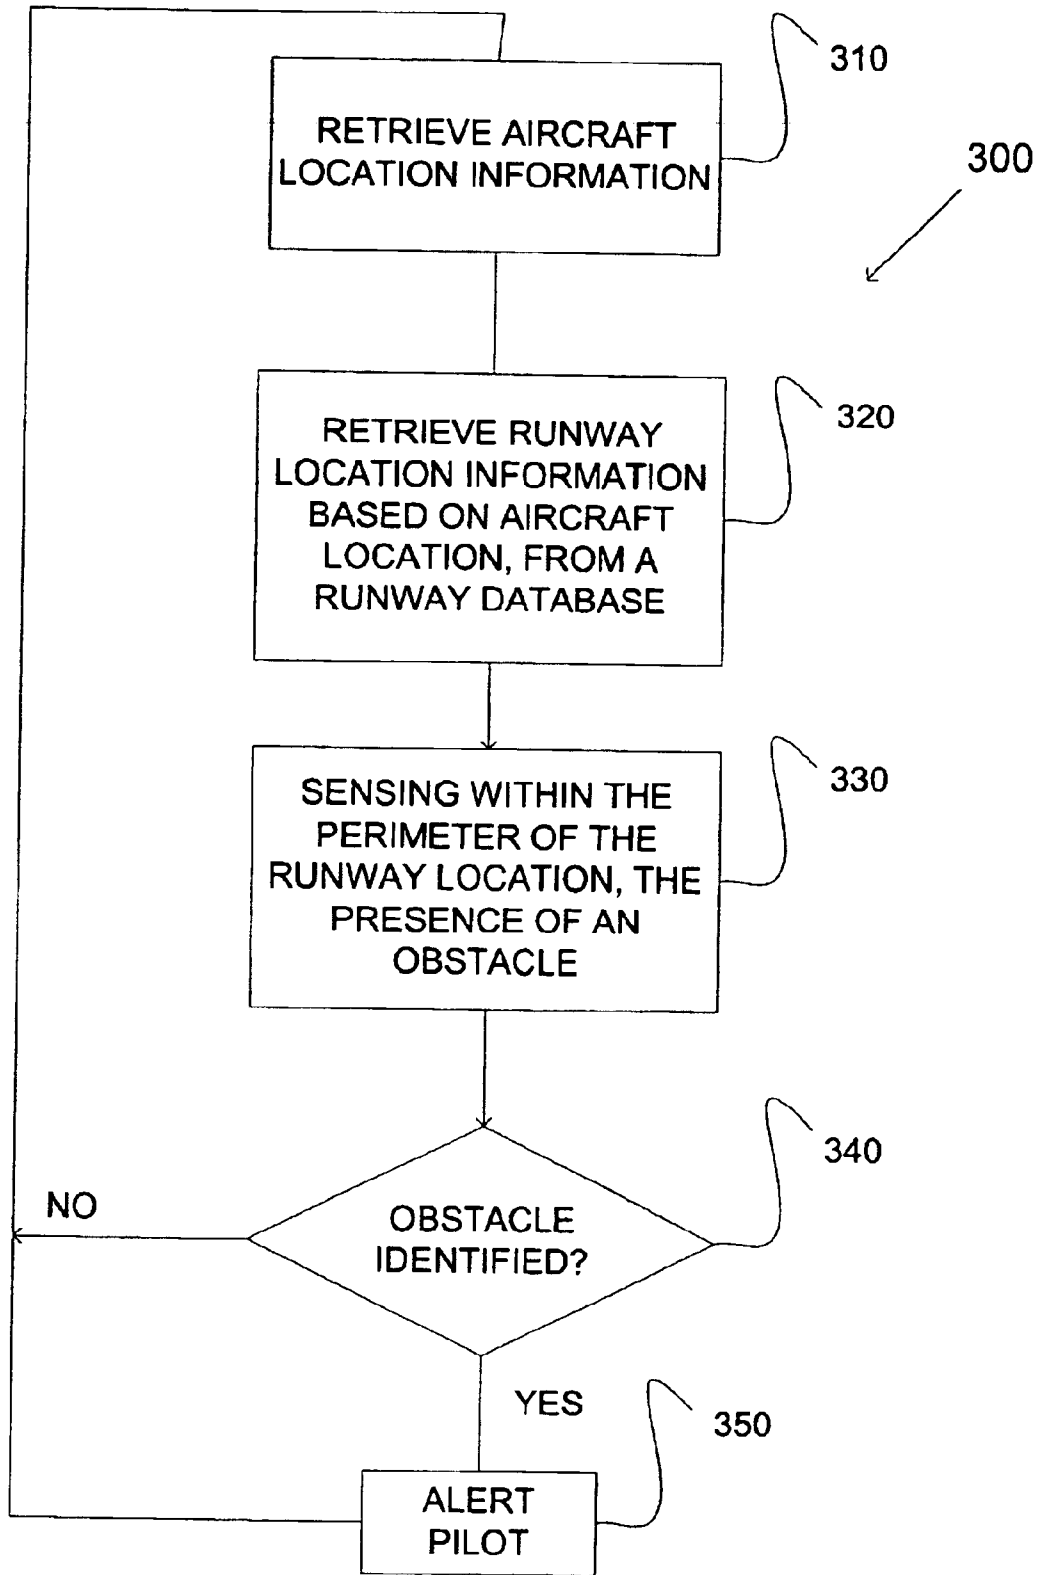 310
RETRIEVE AIRCRAFT
LOCATION INFORMATION
300
320
RETRIEVE RUNWAY
LOCATION INFORMATION
BASED ON AIRCRAFT
LOCATION, FROM A
RUNWAY DATABASE
330
SENSING WITHIN THE
PERIMETER OF THE
RUNWAY LOCATION, THE
PRESENCE OF AN
OBSTACLE
340
NO
OBSTACLE
IDENTIFIED?
YES
350
ALERT
PILOT